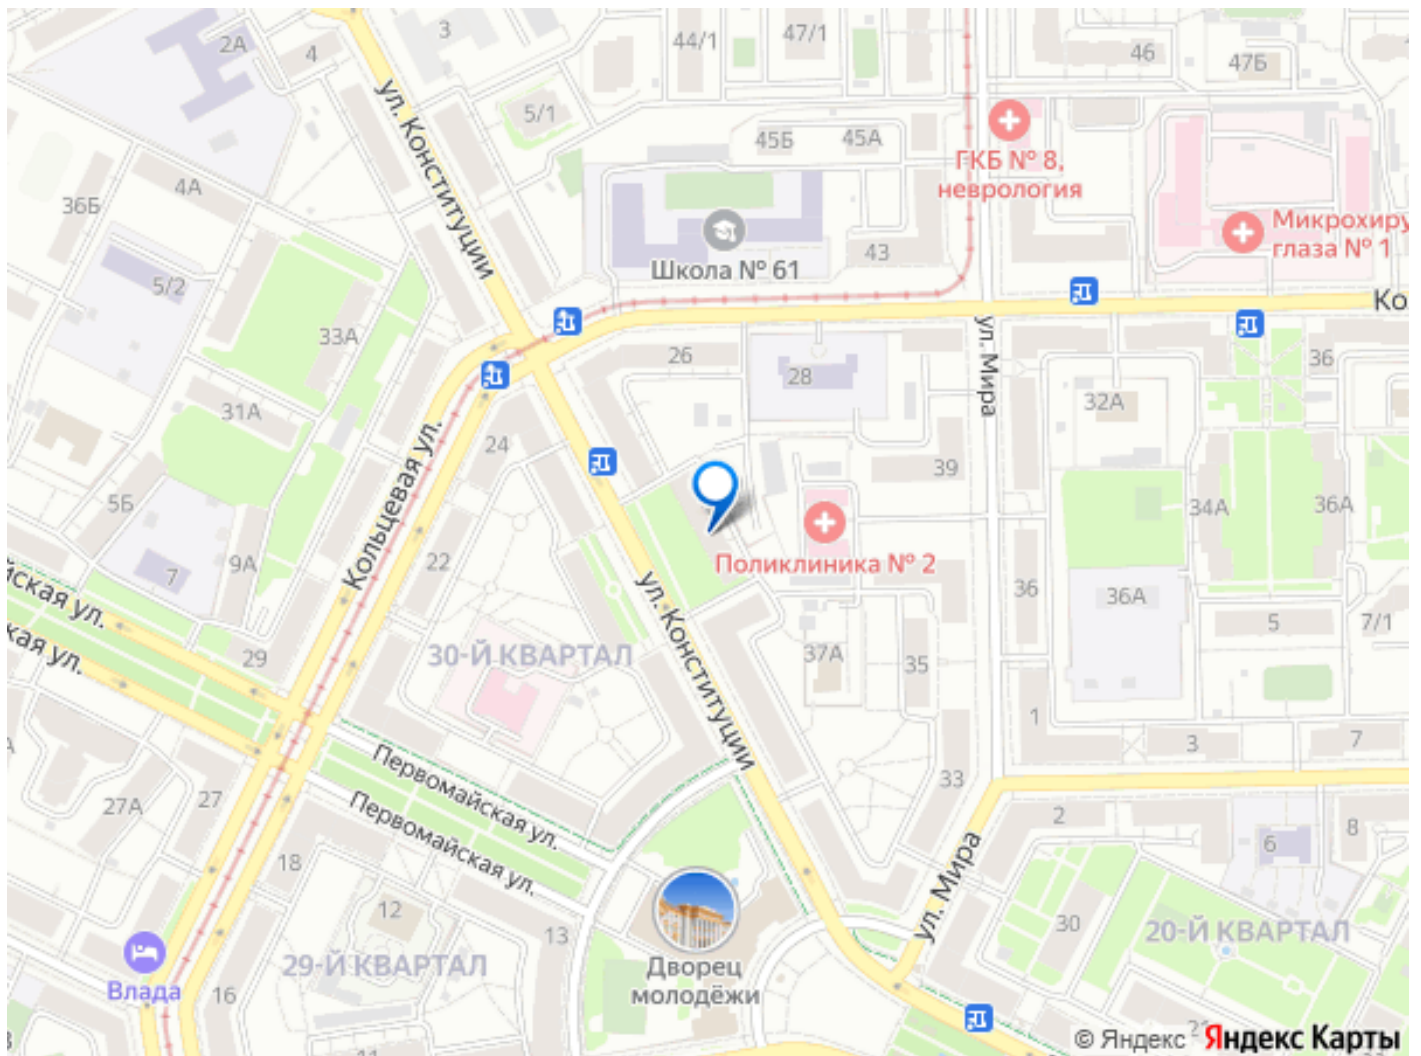 2А
4
3
44/1
47/1
46
47Б
ул. Конституции
5/1
45Б
45А
ГКБ № 8,
неврология
4А
36Б
Школа № 61
43
Микрохиру
глаза № 1
5/2
33А
Ко
26
28
ул. Мира
36
31А
32А
24
39
Кольцевая ул.
5Б
34А
36А
Поликлиника № 2
22
9А
7
йская ул.
кая ул.
ул. Конституции
36
36А
5
7/1
29
30-Й КВАРТАЛ
37А
35
1
3
7
Первомайская ул.
Первомайская ул.
27А
27
33
2
6
8
18
12
13
ул. Мира
30
20-Й КВАРТАЛ
29-Й КВАРТАЛ
Влада
16
Дворец
молодёжи
11
© Яндекс Яндекс Карты